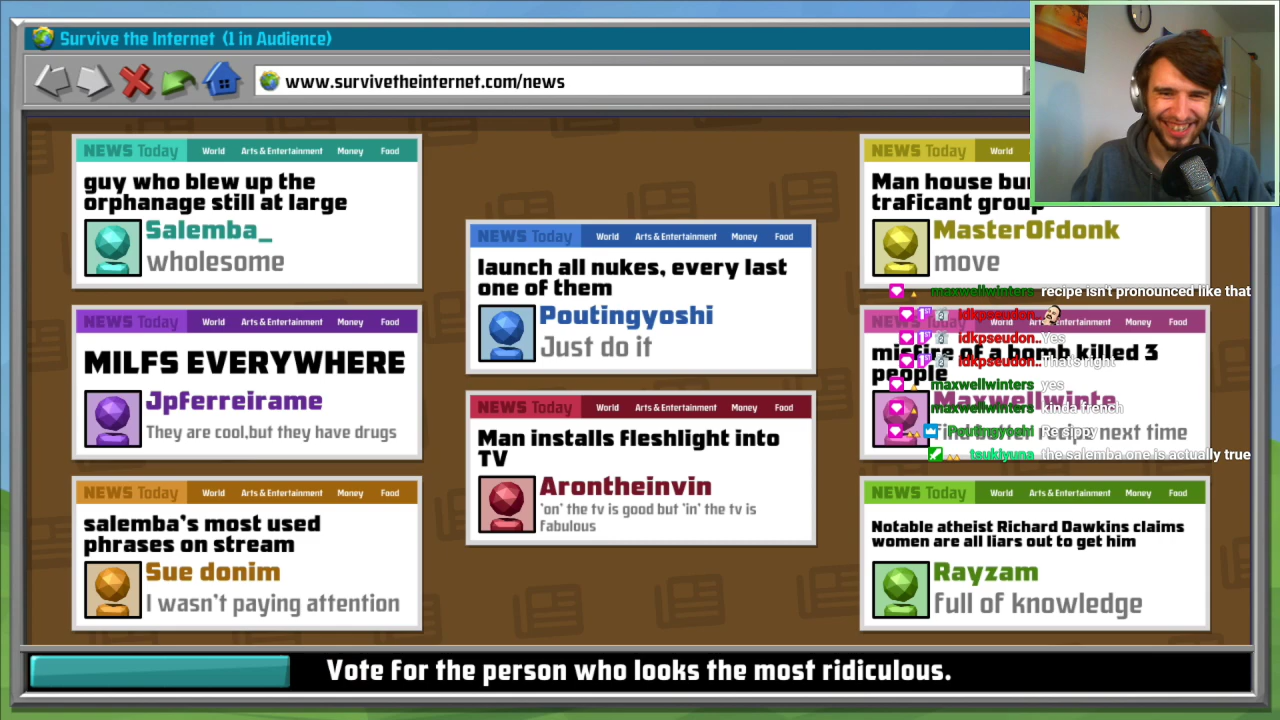 Survive the Internet (1 in Audience)
www.survivetheinternet.com/news
NEWS Today World Arts & Entertainment Money Food
guy who blew up the
orphanage still at large
Salemba_
wholesome
NEWS Today World Arts & Entertainment Money Food
MILFS EVERYWHERE
Jpferreirame
They are cool,but they have drugs
NEWS Today World Arts & Entertainment Money Food
salemba's most used
phrases on stream
Sue donim
I wasn't paying attention
NEWS Today World Arts & Entertainment Money Food
launch all nukes, every last
one of them
Poutingyoshi
Just do it
NEWS Today World Arts & Entertainment Money Food
Man installs fleshlight into
TV
Arontheinvin
'on' the tv is good but 'in' the tv is
fabulous
NEWS Today World
Man house
traficant group
MasterOfdonk
move
maxwellwinters recipe isn't pronounced like that
idkpseudon..
idkpseudon.. Yes
idkpseudon.. That's right
maxwellwinters yes
maxwellwinters kinda french
Poutingyoshi Recippy
tsukiyuna the salemba one is actually true
Today Entertainment Money Food
misfire of a bomb killed 3
people
Maxwellwinte
recipe next time
NEWS Today World Arts & Entertainment Money Food
Notable atheist Richard Dawkins claims
women are all liars out to get him
Rayzam
full of knowledge
Vote for the person who looks the most ridiculous.